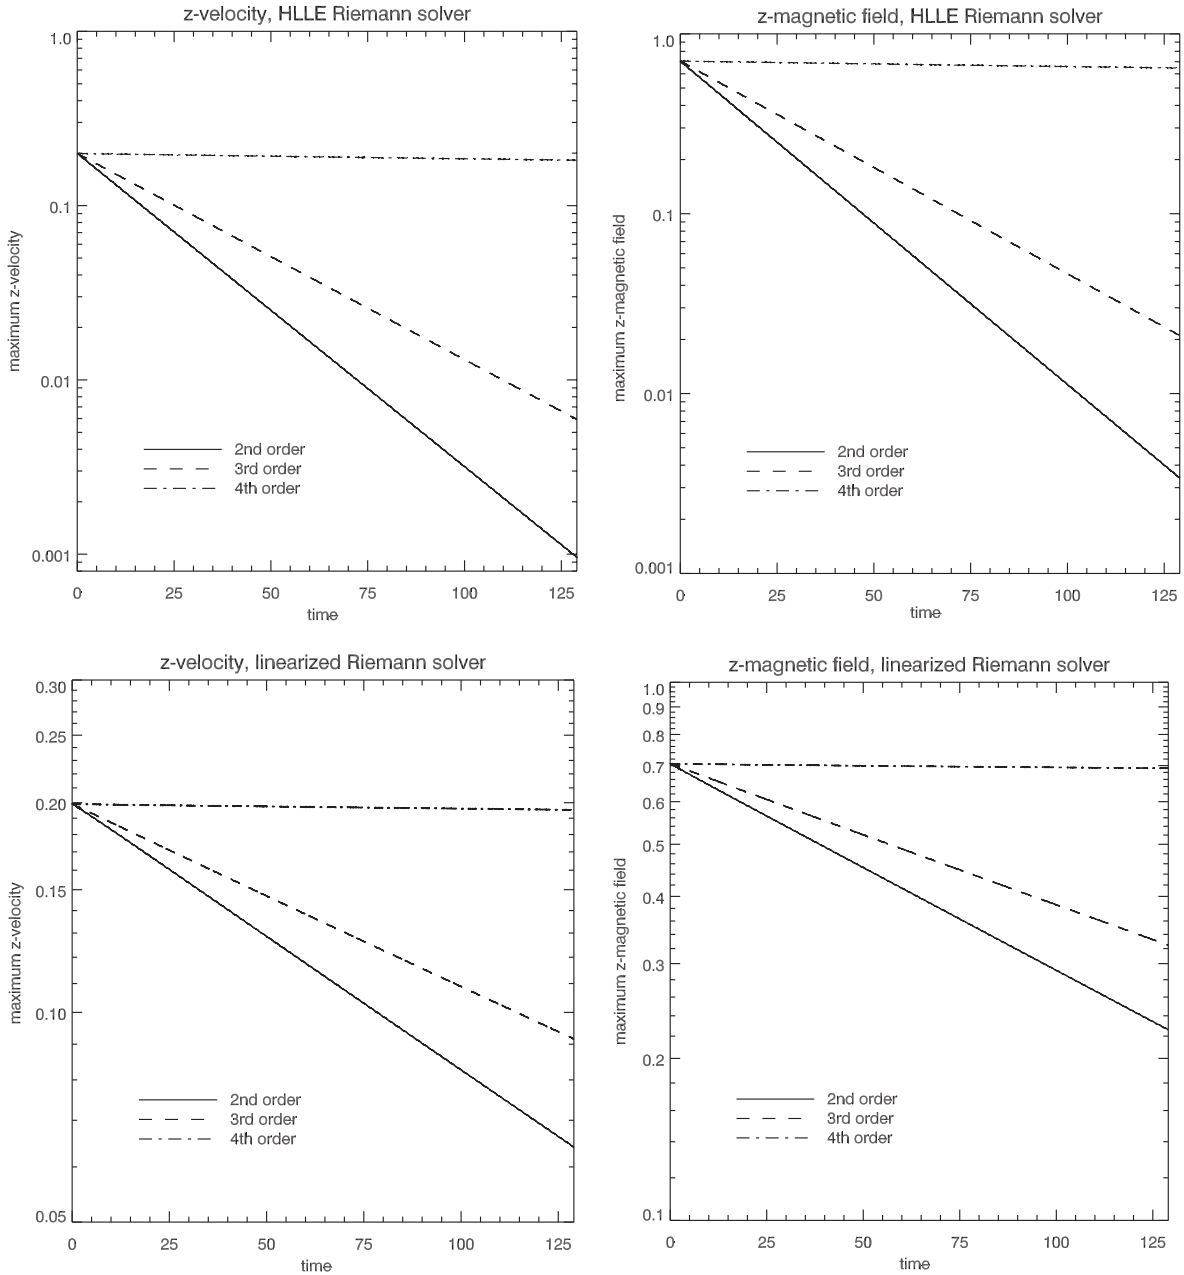 z-velocity, HLLE Riemann solver
1.0
0.1
0.01
0.001
maximum z-velocity
2nd order
3rd order
4th order
0 25 50 75 100 125
time
z-magnetic field, HLLE Riemann solver
1.0
0.1
0.01
0.001
maximum z-magnetic field
2nd order
3rd order
4th order
0 25 50 75 100 125
time
z-velocity, linearized Riemann solver
0.30
0.25
0.20
0.15
0.10
0.05
maximum z-velocity
2nd order
3rd order
4th order
0 25 50 75 100 125
time
z-magnetic field, linearized Riemann solver
1.0
0.9
0.8
0.7
0.6
0.5
0.4
0.3
0.2
0.1
maximum z-magnetic field
2nd order
3rd order
4th order
0 25 50 75 100 125
time